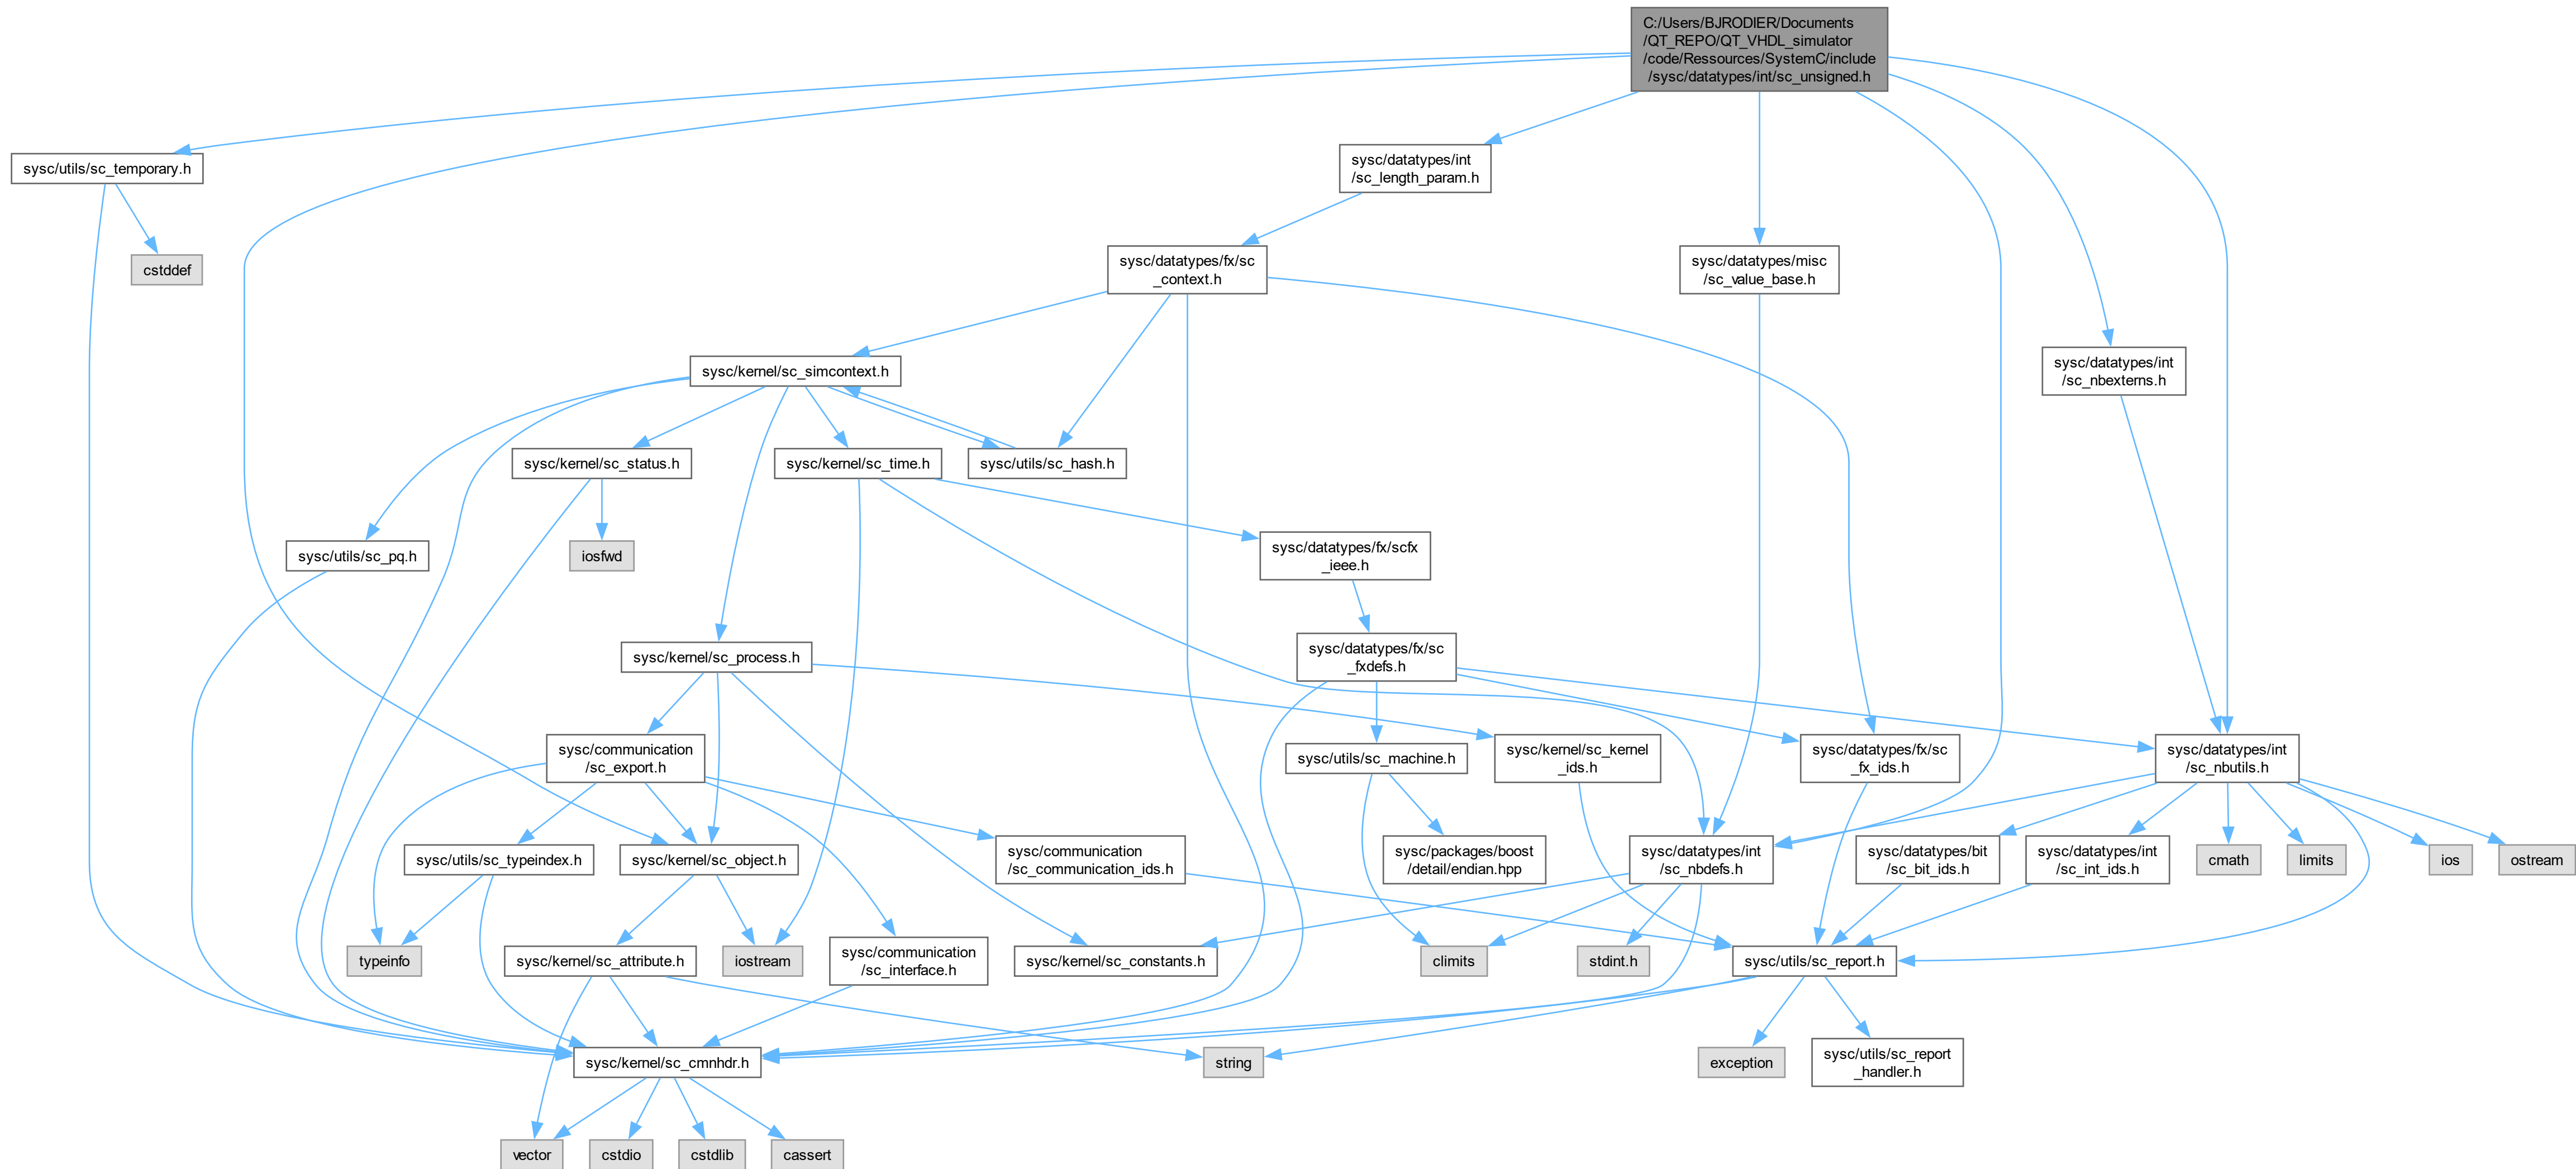 C:/Users/BJRODIER/Documents
/QT_REPO/QT_VHDL_simulator
/code/Ressources/SystemC/include
/sysc/datatypes/int/sc_unsigned.h
sysc/utils/sc_temporary.h
sysc/datatypes/int
/sc_length_param.h
cstddef
sysc/datatypes/fx/sc
_context.h
sysc/datatypes/misc
/sc_value_base.h
sysc/kernel/sc_simcontext.h
sysc/datatypes/int
/sc_nbexterns.h
sysc/kernel/sc_status.h
sysc/kernel/sc_time.h
sysc/utils/sc_hash.h
sysc/utils/sc_pq.h
iosfwd
sysc/datatypes/fx/scfx
_ieee.h
sysc/kernel/sc_process.h
sysc/datatypes/fx/sc
_fxdefs.h
sysc/communication
/sc_export.h
sysc/utils/sc_machine.h
sysc/kernel/sc_kernel
_ids.h
sysc/datatypes/fx/sc
_fx_ids.h
sysc/datatypes/int
/sc_nbutils.h
sysc/utils/sc_typeindex.h
sysc/kernel/sc_object.h
sysc/communication
/sc_communication_ids.h
sysc/packages/boost
/detail/endian.hpp
sysc/datatypes/int
/sc_nbdefs.h
sysc/datatypes/bit
/sc_bit_ids.h
sysc/datatypes/int
/sc_int_ids.h
cmath
limits
ios
ostream
typeinfo
sysc/kernel/sc_attribute.h
iostream
sysc/communication
/sc_interface.h
sysc/kernel/sc_constants.h
climits
stdint.h
sysc/utils/sc_report.h
sysc/kernel/sc_cmnhdr.h
string
exception
sysc/utils/sc_report
_handler.h
vector
cstdio
cstdlib
cassert